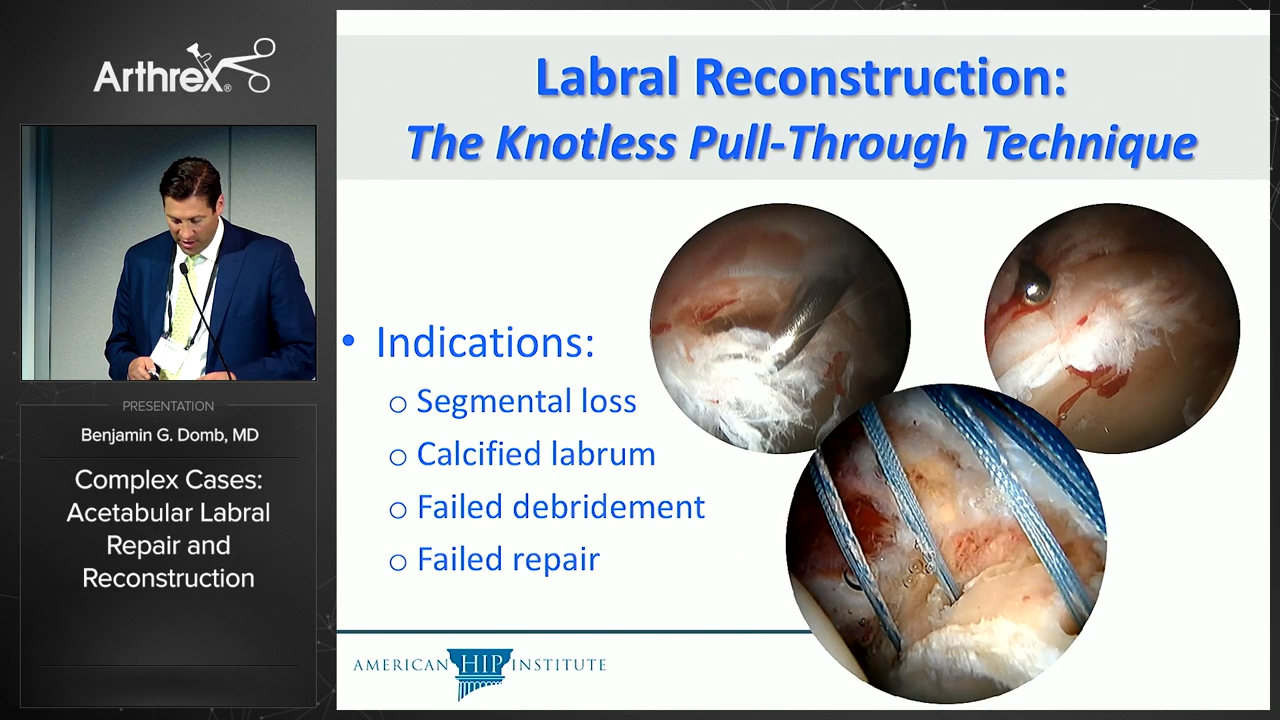 Arthrex®
PRESENTATION
Benjamin G. Domb, MD
Complex Cases:
Acetabular Labral
Repair and
Reconstruction
Labral Reconstruction:
The Knotless Pull-Through Technique
• Indications:
o Segmental loss
o Calcified labrum
o Failed debridement
o Failed repair
AMERICAN HIP INSTITUTE